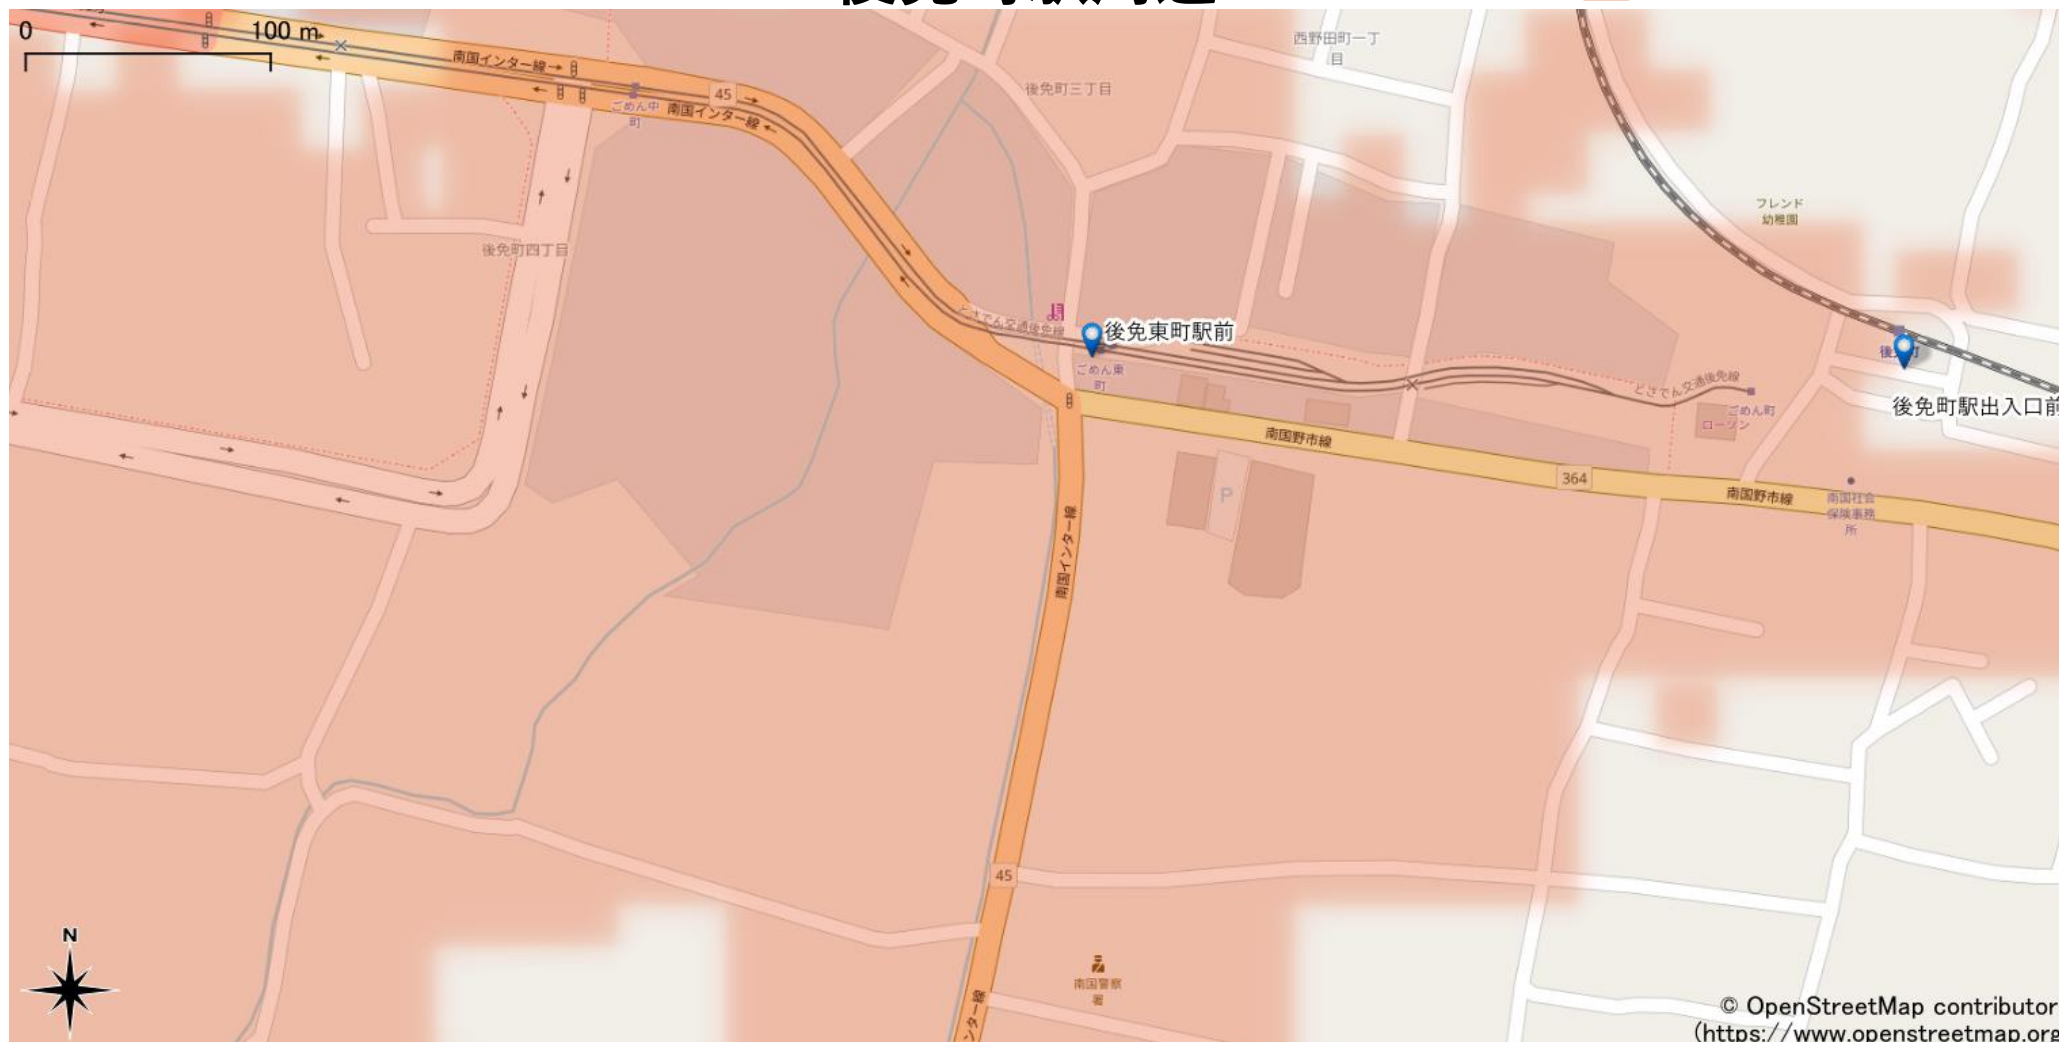 0
100 m
南国インター線
45
ごめん中
町
南国インター線
後免町三丁目
西野田町一丁
目
フレンド
幼稚園
後免町四丁目
とさでん交通後免線
後免東町駅前
ごめん東
町
とさでん交通後免線
ごめん町
ローソン
後免町駅出入口前
南国野市線
364
南国野市線
南国社会
保険事務
所
P
南国インター線
45
N
南国警察
署
ンター線
© OpenStreetMap contributor
(https://www.openstreetmap.org